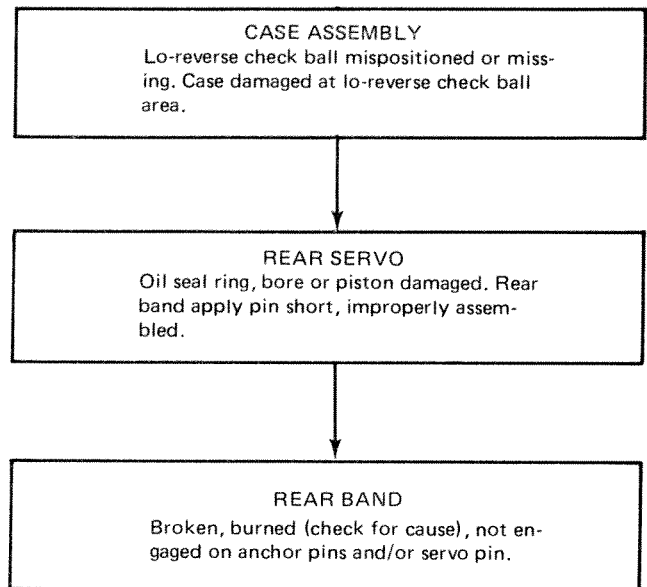 CASE ASSEMBLY
Lo-reverse check ball mispositioned or miss-
ing. Case damaged at lo-reverse check ball
area.
REAR SERVO
Oil seal ring, bore or piston damaged. Rear
band apply pin short, improperly assem-
bled.
REAR BAND
Broken, burned (check for cause), not en-
gaged on anchor pins and/or servo pin.